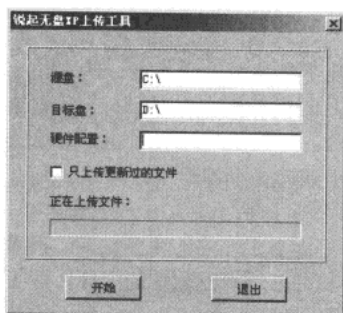 锐起无盘XP上传工具
源盘： C:\
目标盘： D:\
硬件配置：
只上传更新过的文件
正在上传文件：
开始 退出